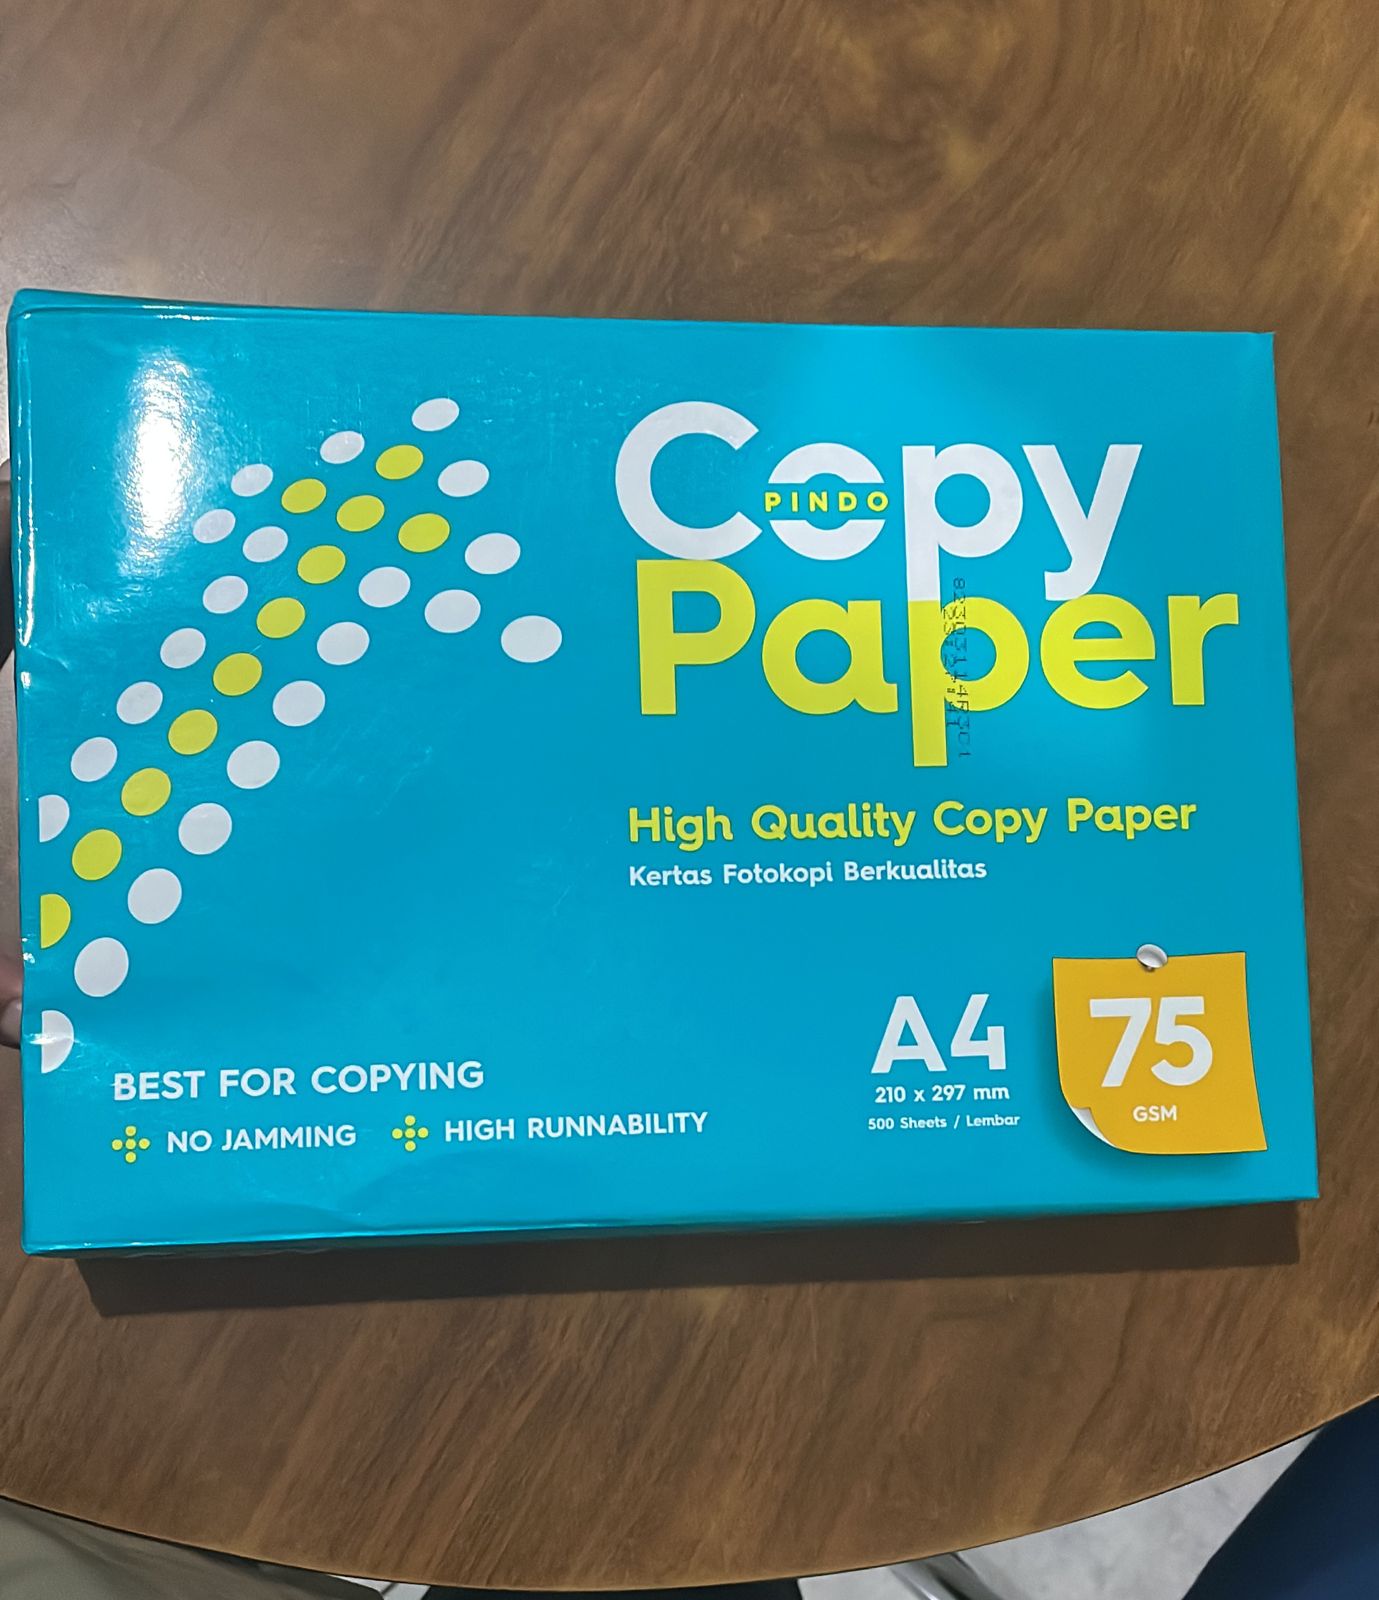 Copy
PINDO
Paper
High Quality Copy Paper
Kertas Fotokopi Berkualitas
A4
210 x 297 mm
500 Sheets / Lembar
75
GSM
BEST FOR COPYING
NO JAMMING
HIGH RUNNABILITY